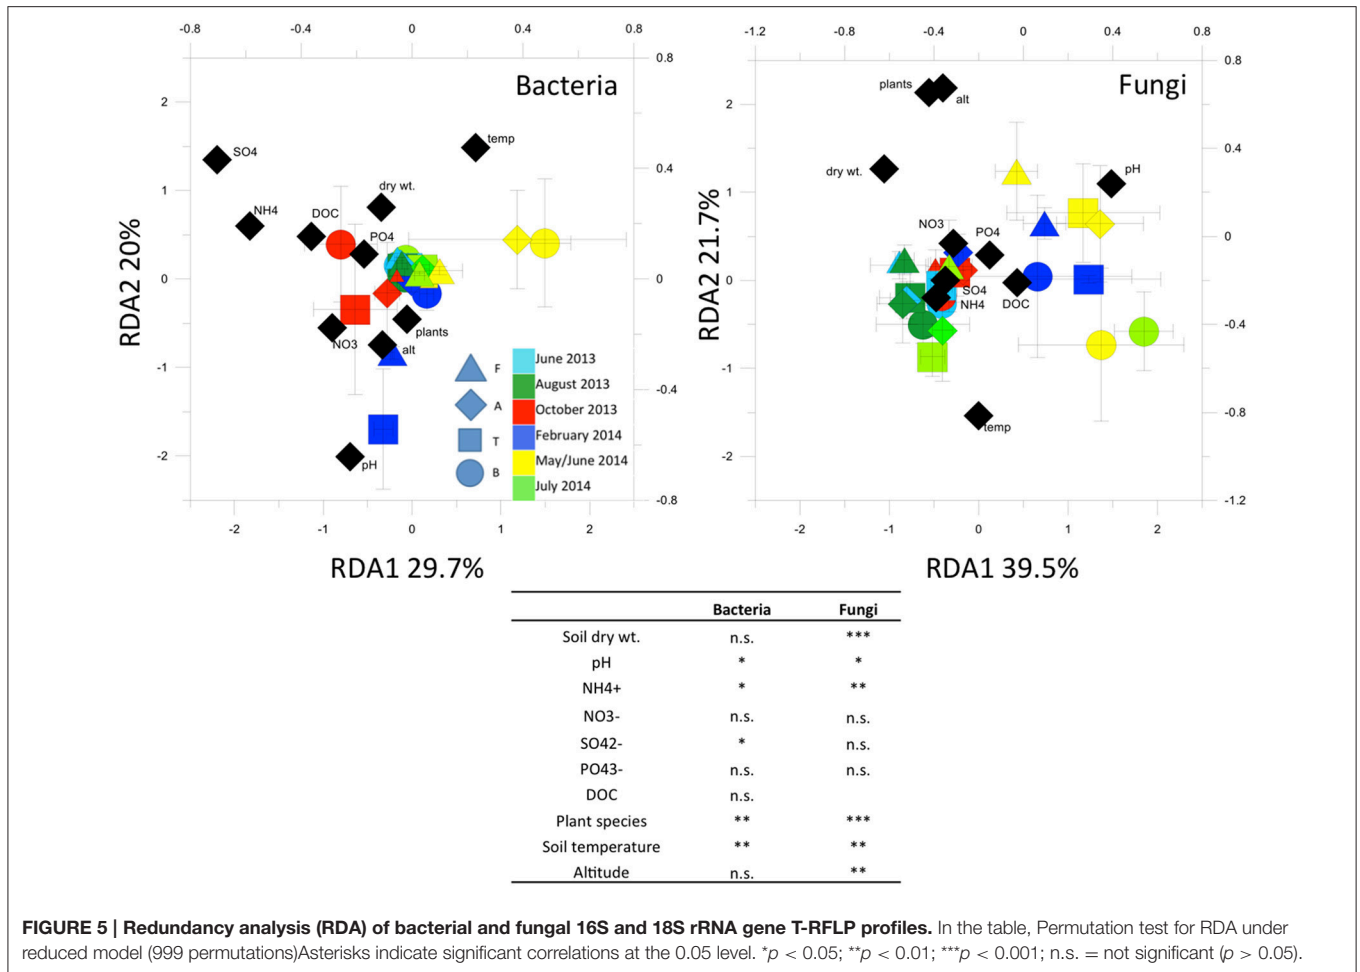 -0.8 -0.4 0 0.4 0.8
Bacteria
0.8
0.4
0
-0.4
-0.8
2
1
0
-1
-2
RDA2 20%
SO4
temp
dry wt.
NH4
DOC
PO4
plants
NO3
alt
pH
F
A
T
B
June 2013
August 2013
October 2013
February 2014
May/June 2014
July 2014
-2 -1 0 1 2
RDA1 29.7%
-1.2 -0.8 -0.4 0 0.4 0.8
Fungi
0.8
0.4
0
-0.4
-0.8
-1.2
2
1
0
-1
-2
RDA2 21.7%
plants
alt
dry wt.
pH
NO3
PO4
SO4
NH4
DOC
temp
-2 -1 0 1 2
RDA1 39.5%
Bacteria Fungi
Soil dry wt. n.s. ***
pH * *
NH4+ * **
NO3- n.s. n.s.
SO42- * n.s.
PO43- n.s. n.s.
DOC n.s.
Plant species ** ***
Soil temperature ** **
Altitude n.s. **
FIGURE 5 | Redundancy analysis (RDA) of bacterial and fungal 16S and 18S rRNA gene T-RFLP profiles. In the table, Permutation test for RDA under
reduced model (999 permutations)Asterisks indicate significant correlations at the 0.05 level. *p < 0.05; **p < 0.01; ***p < 0.001; n.s. = not significant (p > 0.05).